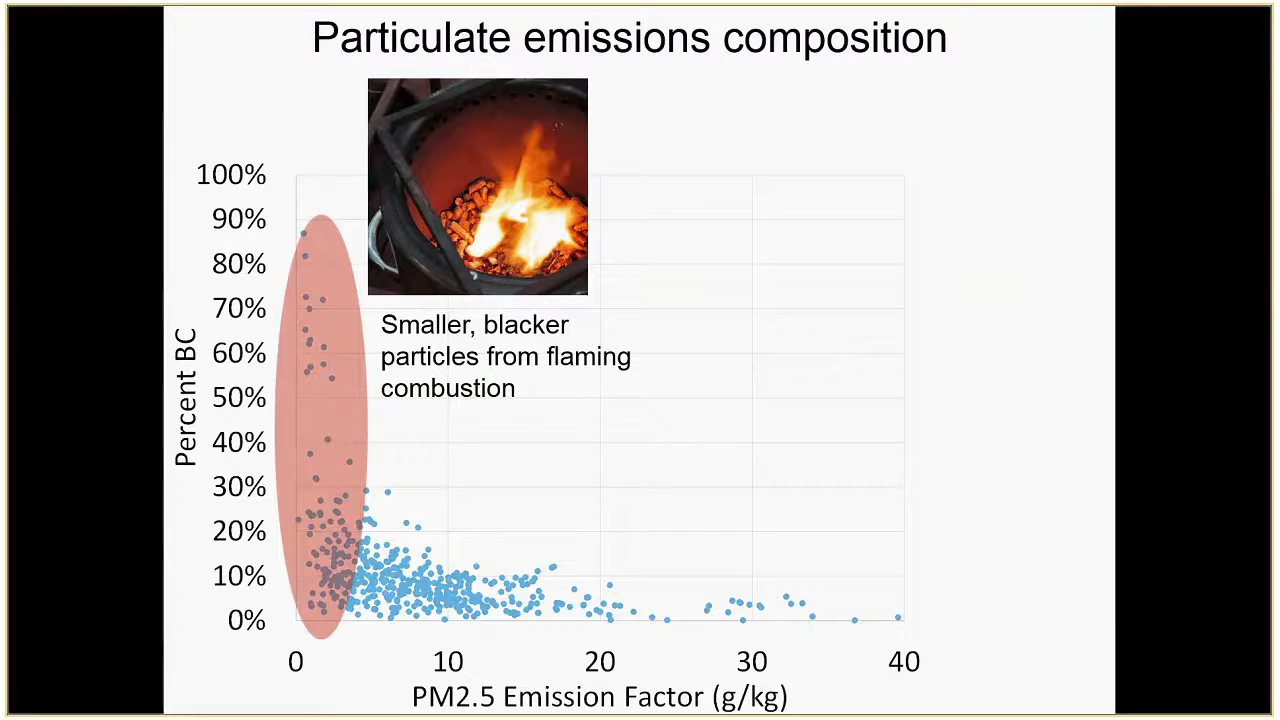 Particulate emissions composition
Smaller, blacker
particles from flaming
combustion
Percent BC
100%
90%
80%
70%
60%
50%
40%
30%
20%
10%
0%
0 10 20 30 40
PM2.5 Emission Factor (g/kg)